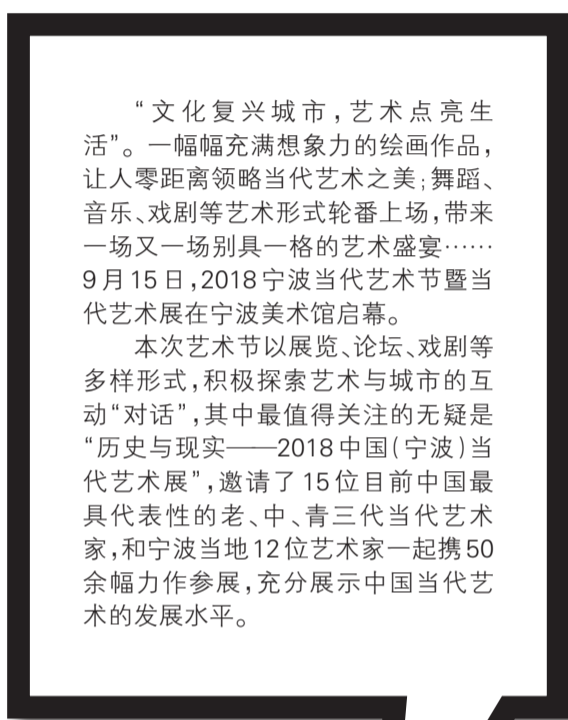 “文化复兴城市，艺术点亮生
活”。一幅幅充满想象力的绘画作品，
让人零距离领略当代艺术之美；舞蹈、
音乐、戏剧等艺术形式轮番上场，带来
一场又一场别具一格的艺术盛宴……
9月15日，2018宁波当代艺术节暨当
代艺术展在宁波美术馆启幕。
本次艺术节以展览、论坛、戏剧等
多样形式，积极探索艺术与城市的互
动“对话”，其中最值得关注的无疑是
“历史与现实——2018中国（宁波）当
代艺术展”，邀请了15位目前中国最
具代表性的老、中、青三代当代艺术
家，和宁波当地12位艺术家一起携50
余幅力作参展，充分展示中国当代艺
术的发展水平。